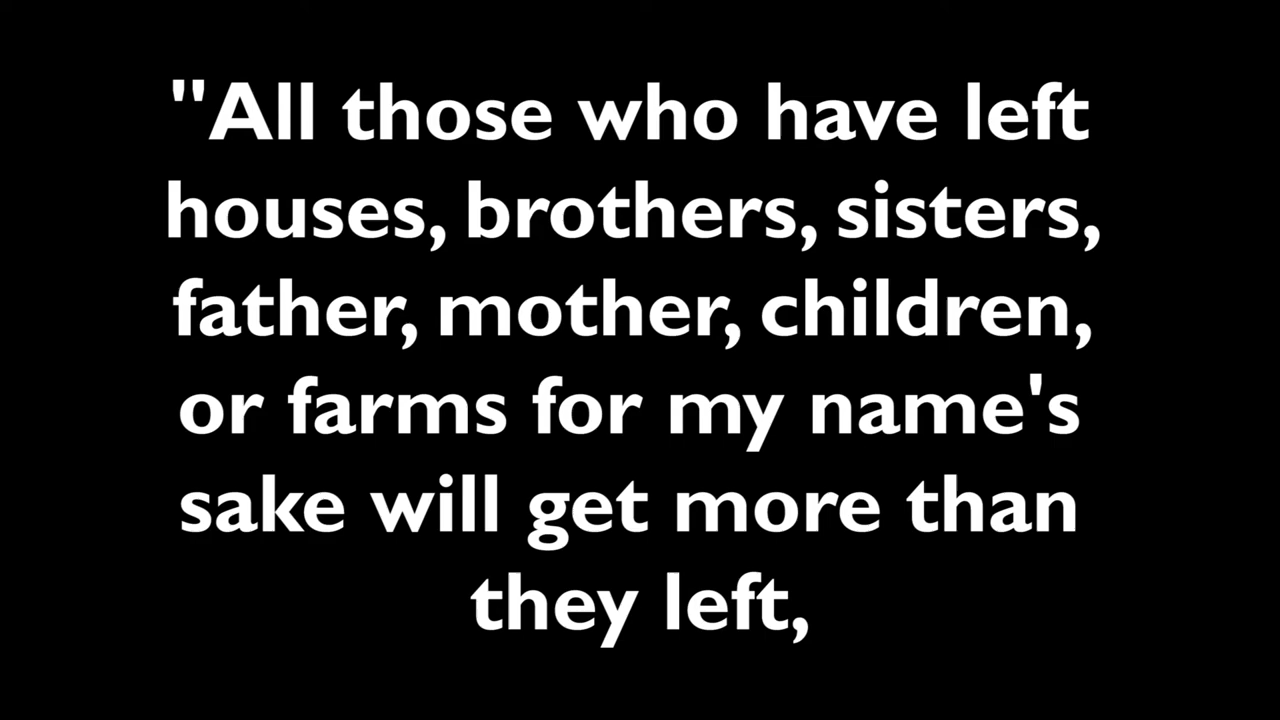 "All those who have left
houses, brothers, sisters,
father, mother, children,
or farms for my name's
sake will get more than
they left,